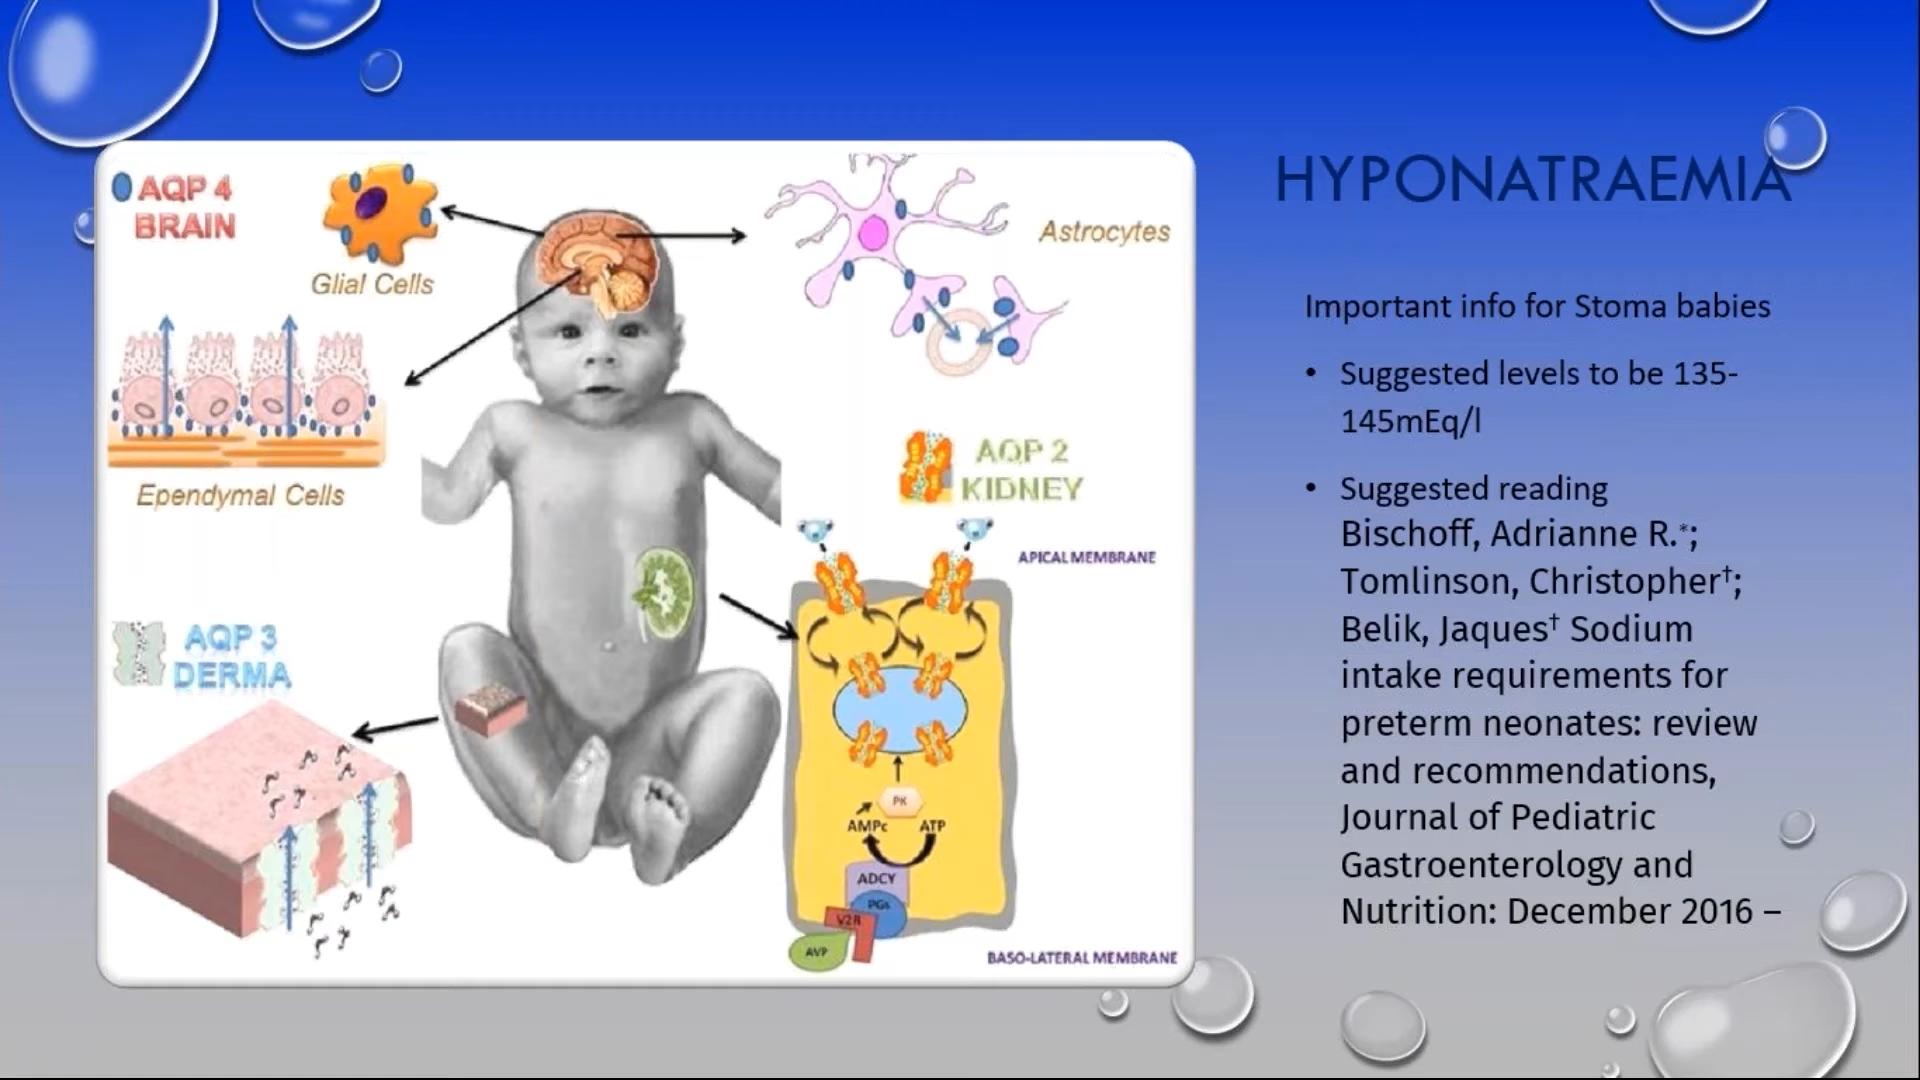 HYPONATRAEMIA
Important info for Stoma babies
• Suggested levels to be 135-
145mEq/l
• Suggested reading
Bischoff, Adrianne R.*;
Tomlinson, Christopher†;
Belik, Jaques† Sodium
intake requirements for
preterm neonates: review
and recommendations,
Journal of Pediatric
Gastroenterology and
Nutrition: December 2016 –
AQP 4
BRAIN
Glial Cells
Astrocytes
Ependymal Cells
AQP 2
KIDNEY
APICAL MEMBRANE
AQP 3
DERMA
PK
AMPc
ATP
ADCY
PGs
V2R
AVP
BASO-LATERAL MEMBRANE